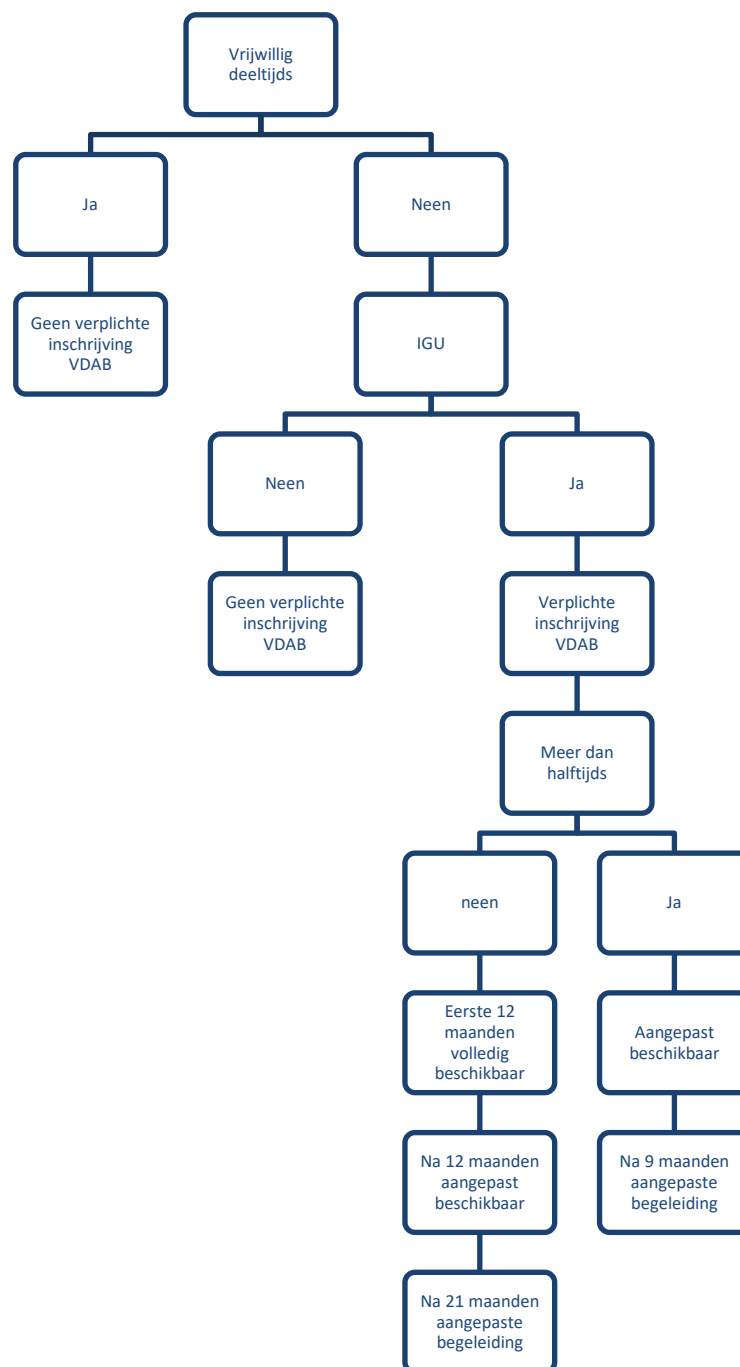 Vrijwillig
deeltijds
Ja
Neen
Geen verplichte
inschrijving
VDAB
IGU
Neen
Ja
Geen verplichte
inschrijving
VDAB
Verplichte
inschrijving
VDAB
Meer dan
halftijds
neen
Ja
Eerste 12
maanden
volledig
beschikbaar
Aangepast
beschikbaar
Na 12 maanden
aangepast
beschikbaar
Na 9 maanden
aangepaste
begeleiding
Na 21 maanden
aangepaste
begeleiding